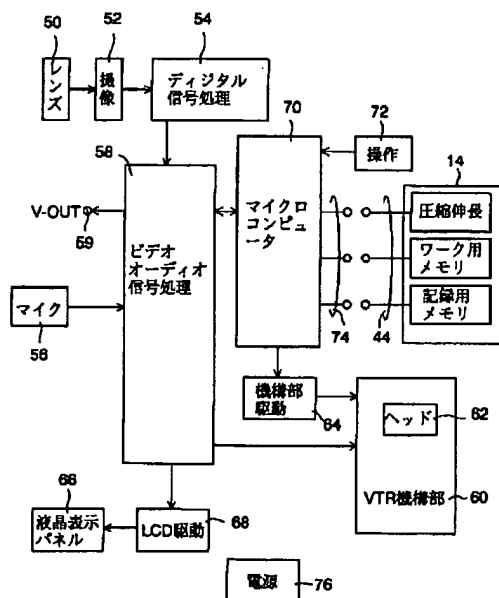 50
52
54
レンズ
撮像
ディジタル
信号処理
58
70
72
操作
14
V-OUT
59
ビデオ
オーディオ
信号処理
マイクロ
コンピュータ
圧縮伸長
ワーク用
メモリ
記録用
メモリ
マイク
56
74
44
機構部
駆動
64
ヘッド
62
VTR機構部
60
66
液晶表示
パネル
LCD駆動
68
電源
76